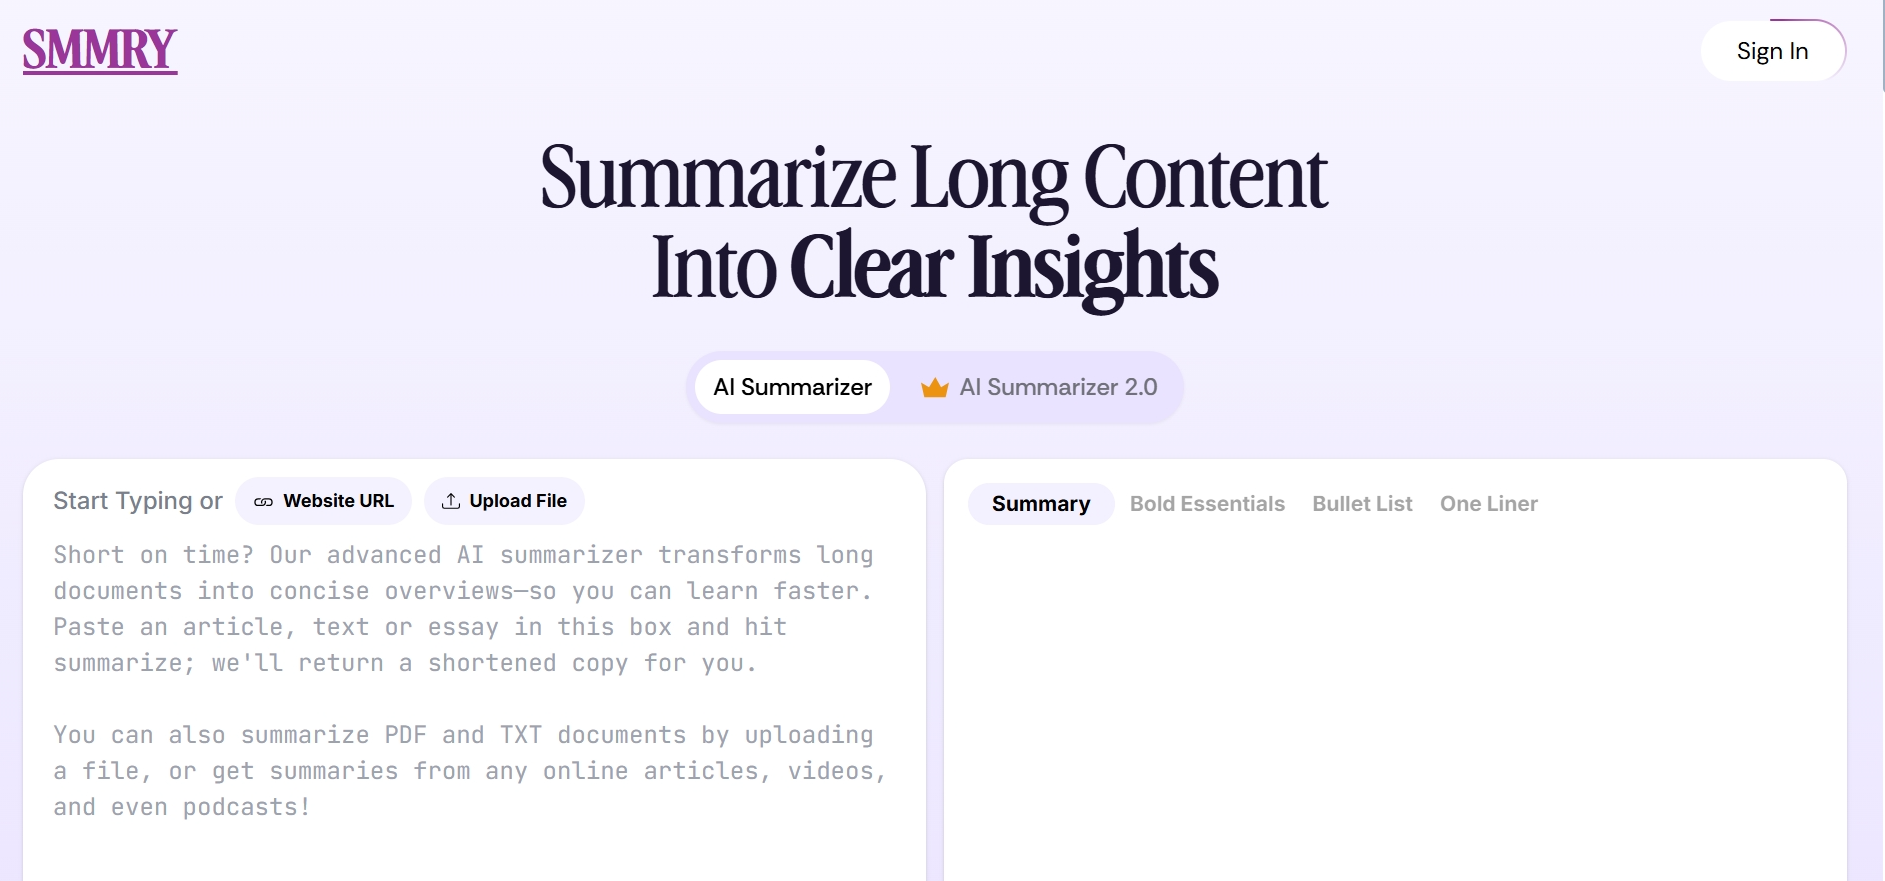 SMMRY
Sign In
Summarize Long Content
Into Clear Insights
AI Summarizer
AI Summarizer 2.0
Start Typing or
Website URL
Upload File
Short on time? Our advanced AI summarizer transforms long
documents into concise overviews—so you can learn faster.
Paste an article, text or essay in this box and hit
summarize; we'll return a shortened copy for you.
You can also summarize PDF and TXT documents by uploading
a file, or get summaries from any online articles, videos,
and even podcasts!
Summary
Bold Essentials
Bullet List
One Liner